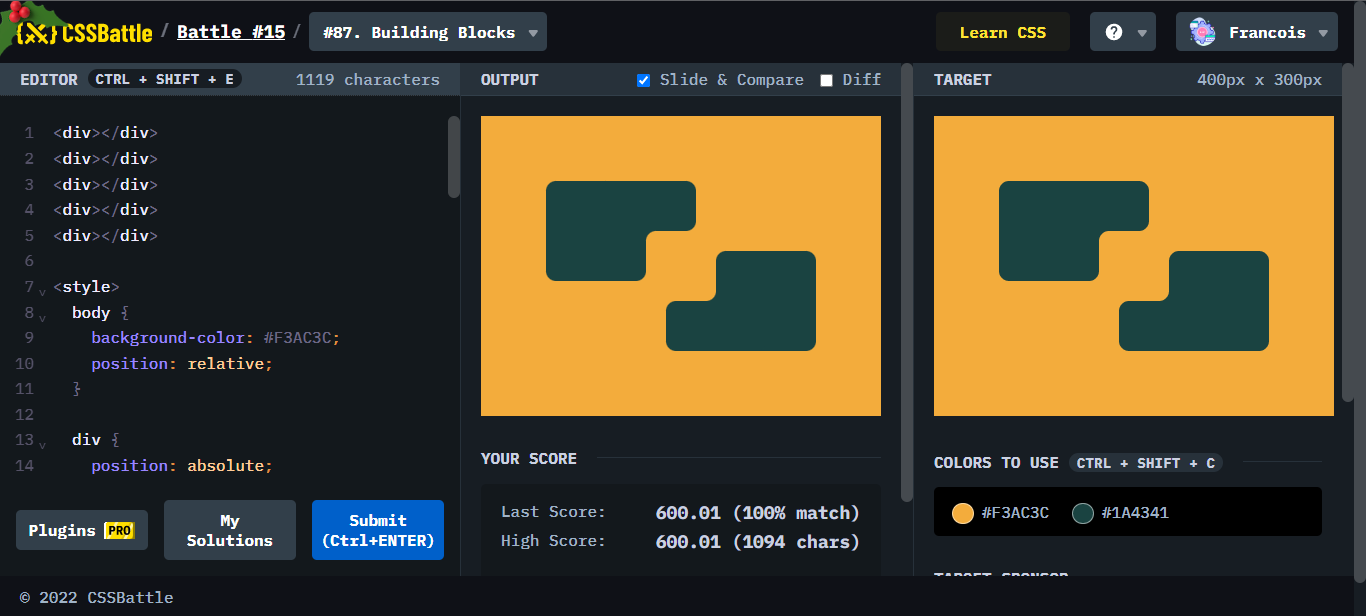 {X} CSSBattle / Battle #15 / #87. Building Blocks Learn CSS ? Francois
EDITOR CTRL + SHIFT + E 1119 characters OUTPUT Slide & Compare Diff TARGET 400px x 300px
1 <div></div>
2 <div></div>
3 <div></div>
4 <div></div>
5 <div></div>
6
7 <style>
8 body {
9 background-color: #F3AC3C;
10 position: relative;
11 }
12
13 div {
14 position: absolute;
Plugins PRO
My
Solutions
Submit
(Ctrl+ENTER)
YOUR SCORE
Last Score: 600.01 (100% match)
High Score: 600.01 (1094 chars)
COLORS TO USE CTRL + SHIFT + C
#F3AC3C #1A4341
TARGET SPONSOR
© 2022 CSSBattle